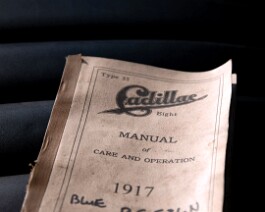 Type 55
Cadillac
Eight
MANUAL
of
CARE AND OPERATION
1917
BLUE